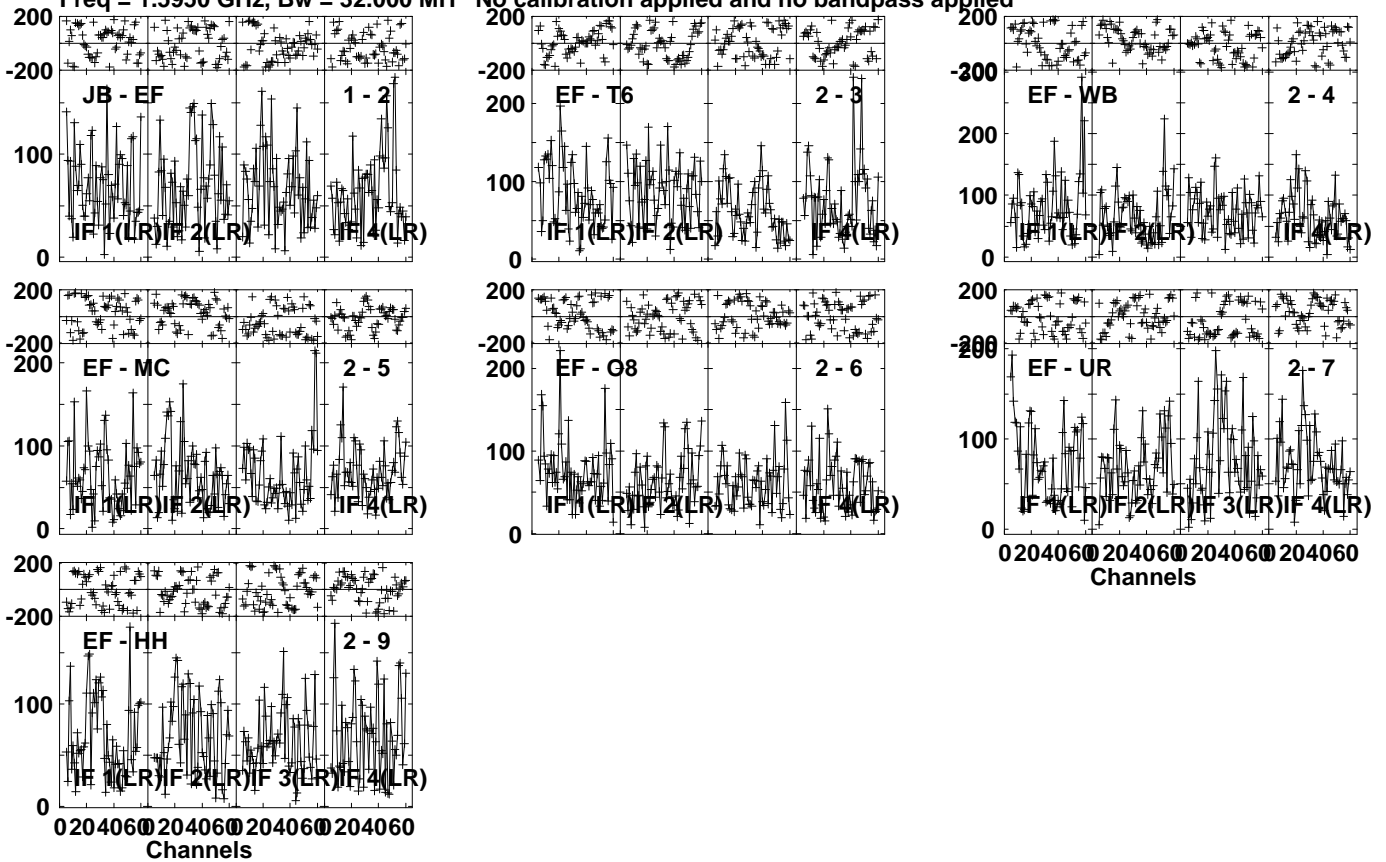 Freq = 1.5950 GHz, Bw = 32.000 MH No calibration applied and no bandpass applied
200
-200
JB - EF 1 - 2
100
0
IF 1(LR) IF 2(LR) IF 4(LR)
200
-200
EF - T6 2 - 3
200
100
0
IF 1(LR) IF 2(LR) IF 4(LR)
200
-200
300
EF - WB 2 - 4
200
100
0
IF 1(LR) IF 2(LR) IF 4(LR)
200
-200
EF - MC 2 - 5
200
100
0
IF 1(LR) IF 2(LR) IF 4(LR)
200
-200
EF - O8 2 - 6
200
100
0
IF 1(LR) IF 2(LR) IF 4(LR)
200
-200
200
EF - UR 2 - 7
100
0
IF 1(LR) IF 2(LR) IF 3(LR) IF 4(LR)
0 20 40 60 0 20 40 60 0 20 40 60 0 20 40 60
Channels
200
-200
EF - HH 2 - 9
100
0
IF 1(LR) IF 2(LR) IF 3(LR) IF 4(LR)
0 20 40 60 0 20 40 60 0 20 40 60 0 20 40 60
Channels